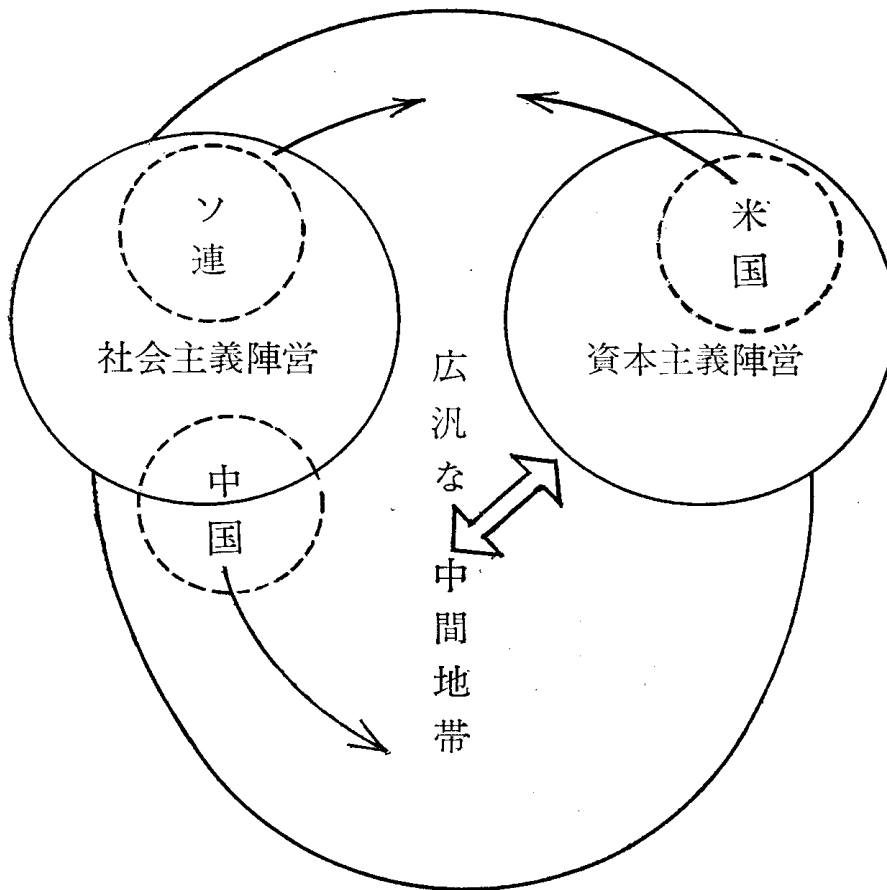 ソ連
米国
社会主義陣営
資本主義陣営
広汎な中間地帯
中国